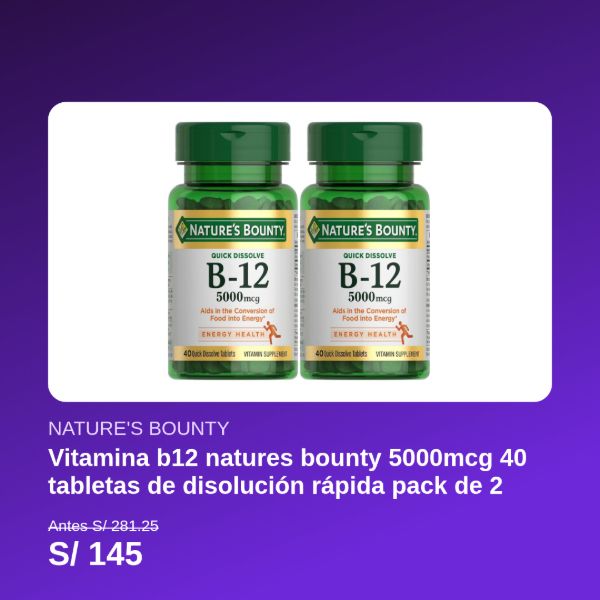 NATURE'S BOUNTY
QUICK DISSOLVE
B-12
5000mcg
Aids in the Conversion of
Food into Energy*
ENERGY HEALTH
40 Quick Dissolve Tablets VITAMIN SUPPLEMENT
NATURE'S BOUNTY
QUICK DISSOLVE
B-12
5000mcg
Aids in the Conversion of
Food into Energy*
ENERGY HEALTH
40 Quick Dissolve Tablets VITAMIN SUPPLEMENT
NATURE'S BOUNTY
Vitamina b12 natures bounty 5000mcg 40
tabletas de disolución rápida pack de 2
Antes S/ 281.25
S/ 145